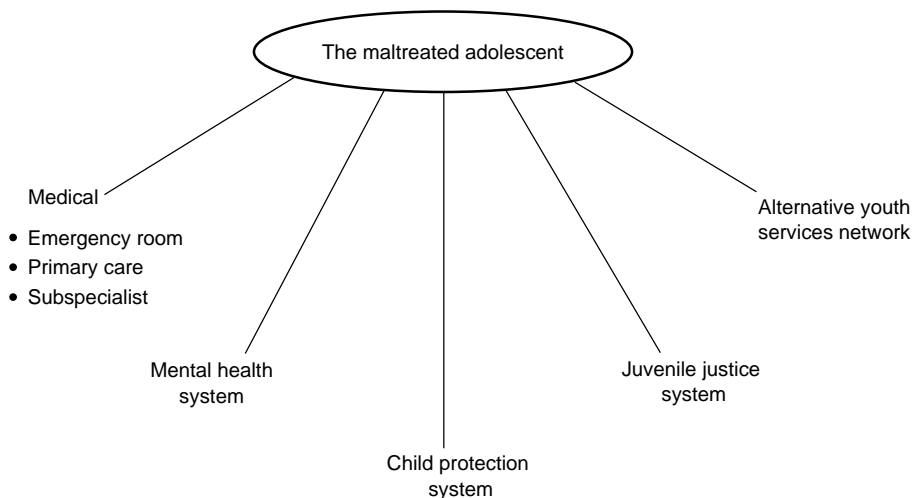 The maltreated adolescent
Medical
• Emergency room
• Primary care
• Subspecialist
Mental health
system
Child protection
system
Juvenile justice
system
Alternative youth
services network